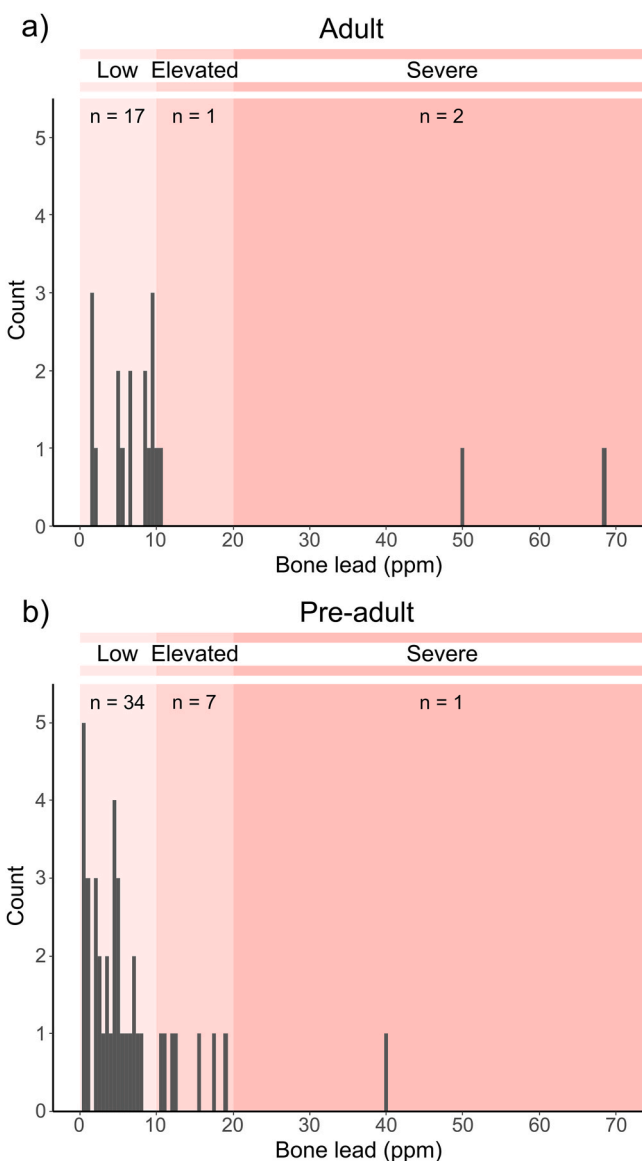 a) Adult
Low Elevated Severe
n = 17 n = 1 n = 2
5
4
3
2
1
0
Count
0 10 20 30 40 50 60 70
Bone lead (ppm)
b) Pre-adult
Low Elevated Severe
n = 34 n = 7 n = 1
5
4
3
2
1
0
Count
0 10 20 30 40 50 60 70
Bone lead (ppm)